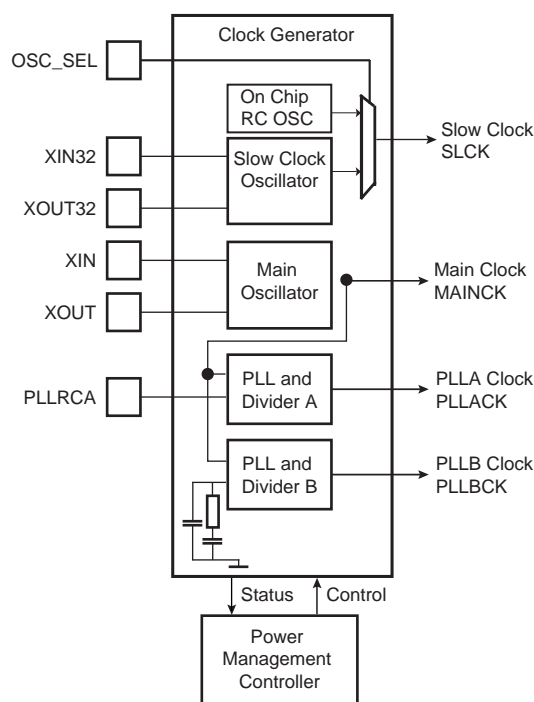 Clock Generator
OSC_SEL
On Chip
RC OSC
Slow Clock
SLCK
XIN32
Slow Clock
Oscillator
XOUT32
XIN
Main
Oscillator
Main Clock
MAINCK
XOUT
PLLRCA
PLL and
Divider A
PLLA Clock
PLLACK
PLL and
Divider B
PLLB Clock
PLLBCK
Status
Control
Power
Management
Controller